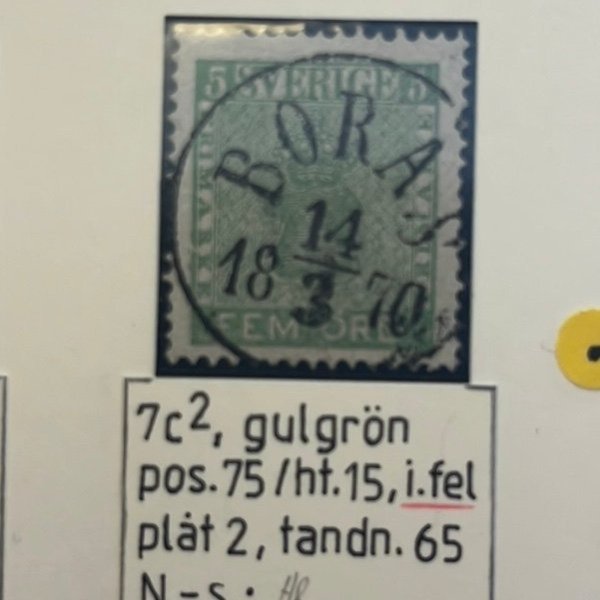 5 SVERIGE 5
BORÅS
14
18 3 70
FEM ÖRE
7c2, gulgrön
pos.75/ht.15, i.fel
plåt 2, tandn. 65
N-s: